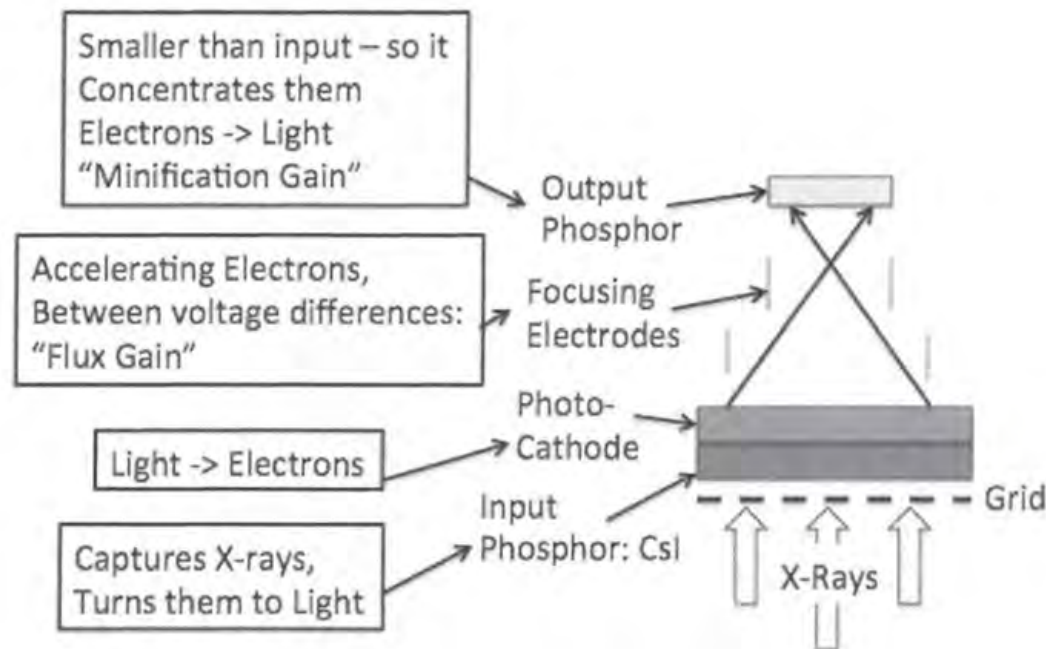 Smaller than input – so it
Concentrates them
Electrons -> Light
“Minification Gain”
Output
Phosphor
Accelerating Electrons,
Between voltage differences:
“Flux Gain”
Focusing
Electrodes
Photo-
Cathode
Light -> Electrons
Input
Phosphor: CsI
Grid
Captures X-rays,
Turns them to Light
X-Rays